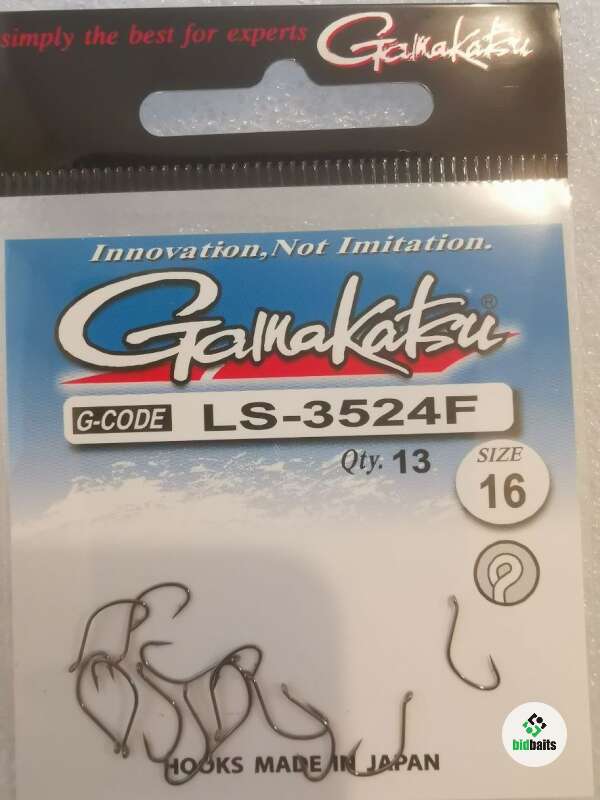 simply the best for experts Gamakatsu
Innovation, Not Imitation.
Gamakatsu®
G-CODE LS-3524F
Qty. 13
SIZE
16
HOOKS MADE IN JAPAN
bidbaits